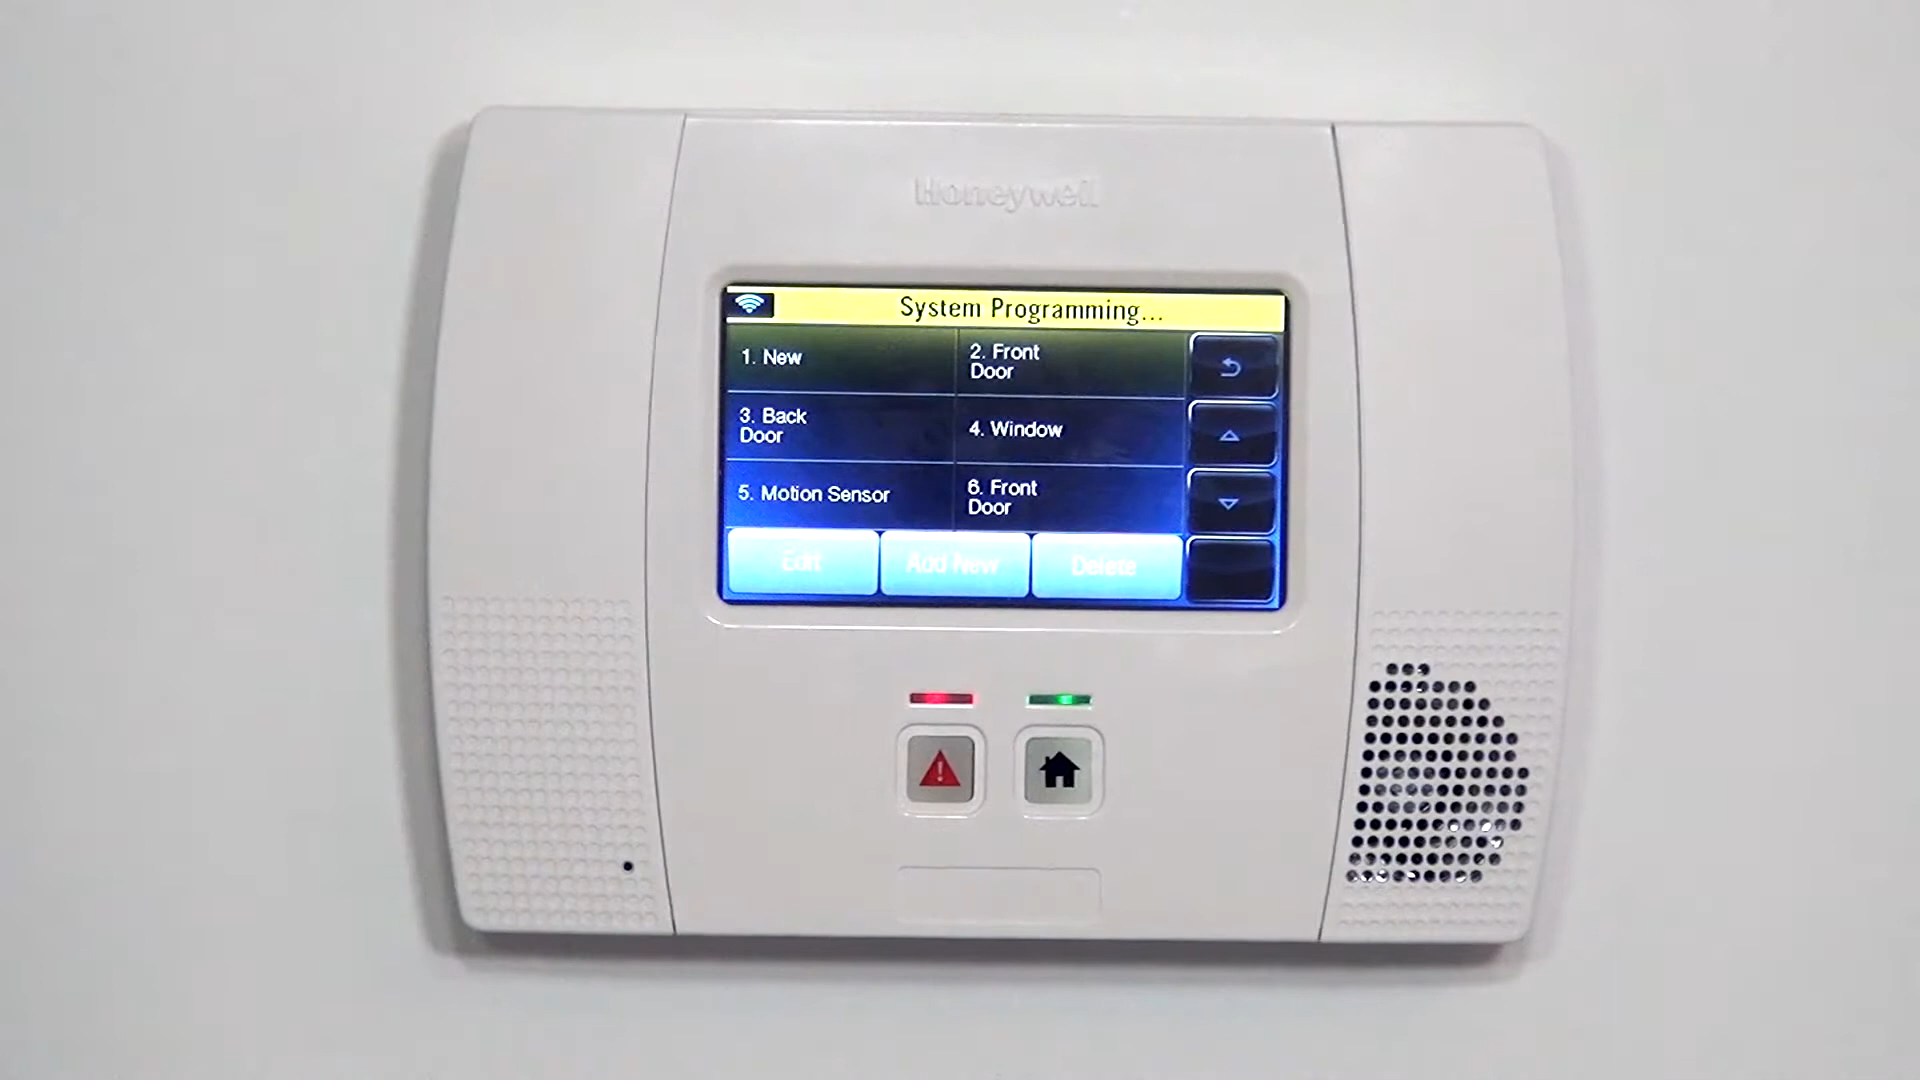 Honeywell
System Programming...
1. New
2. Front
Door
3. Back
Door
4. Window
5. Motion Sensor
6. Front
Door
Edit
Add New
Delete